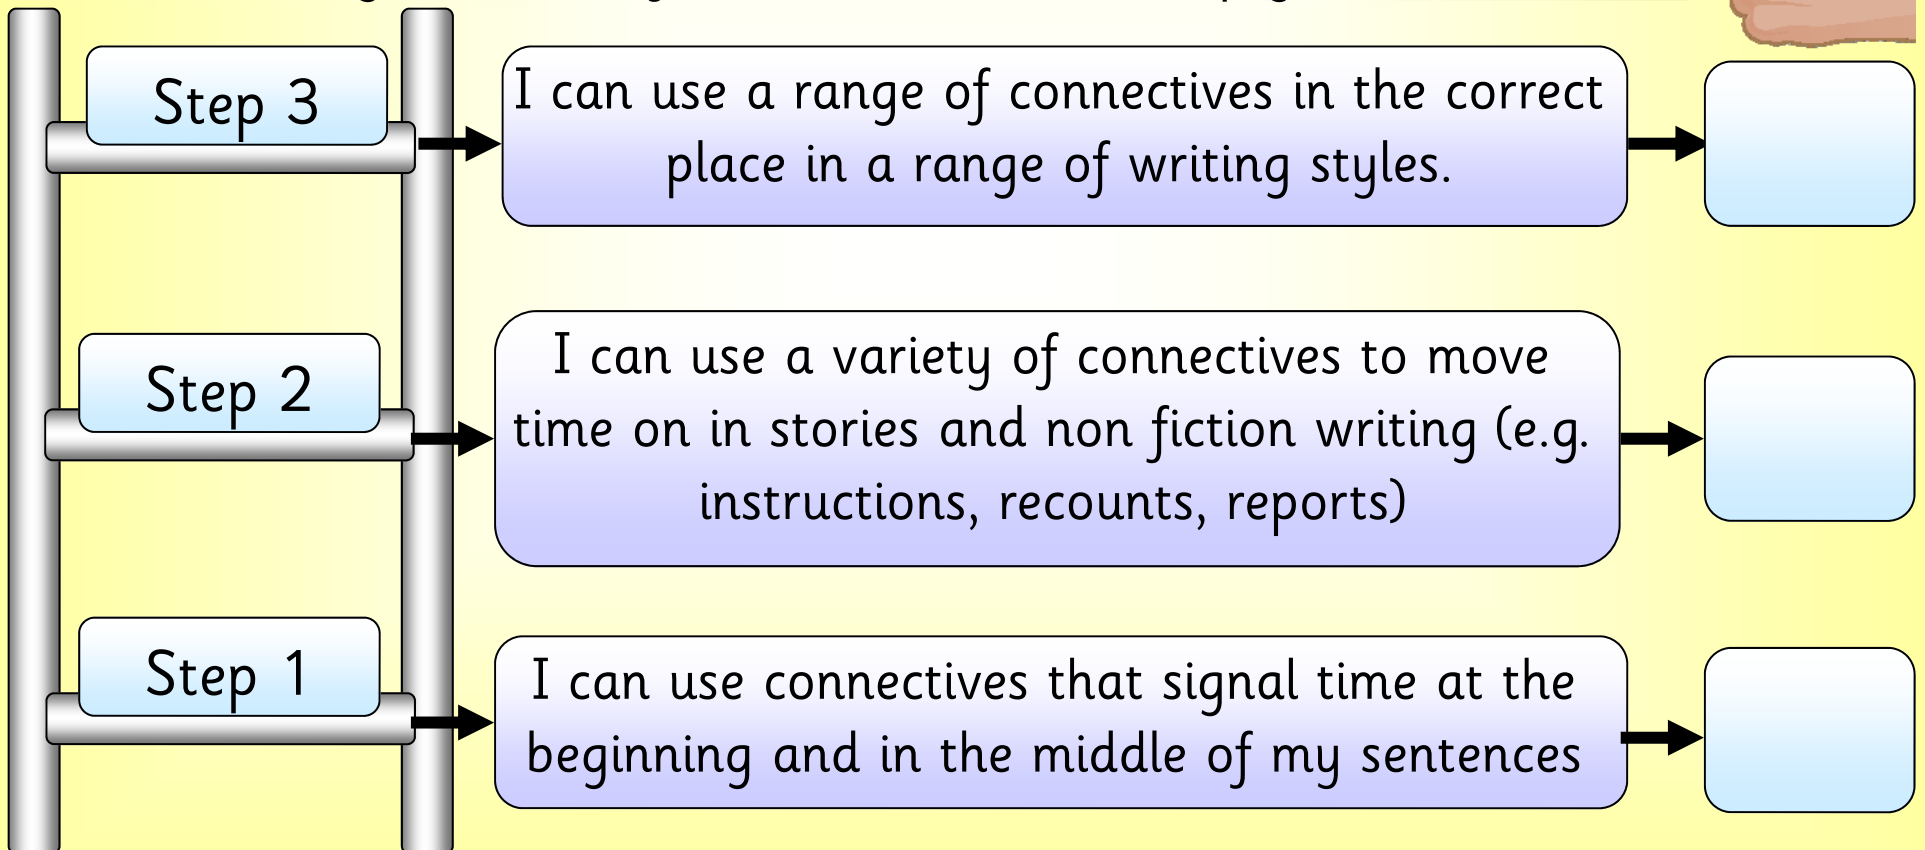 Step 3
I can use a range of connectives in the correct
place in a range of writing styles.
Step 2
I can use a variety of connectives to move
time on in stories and non fiction writing (e.g.
instructions, recounts, reports)
Step 1
I can use connectives that signal time at the
beginning and in the middle of my sentences